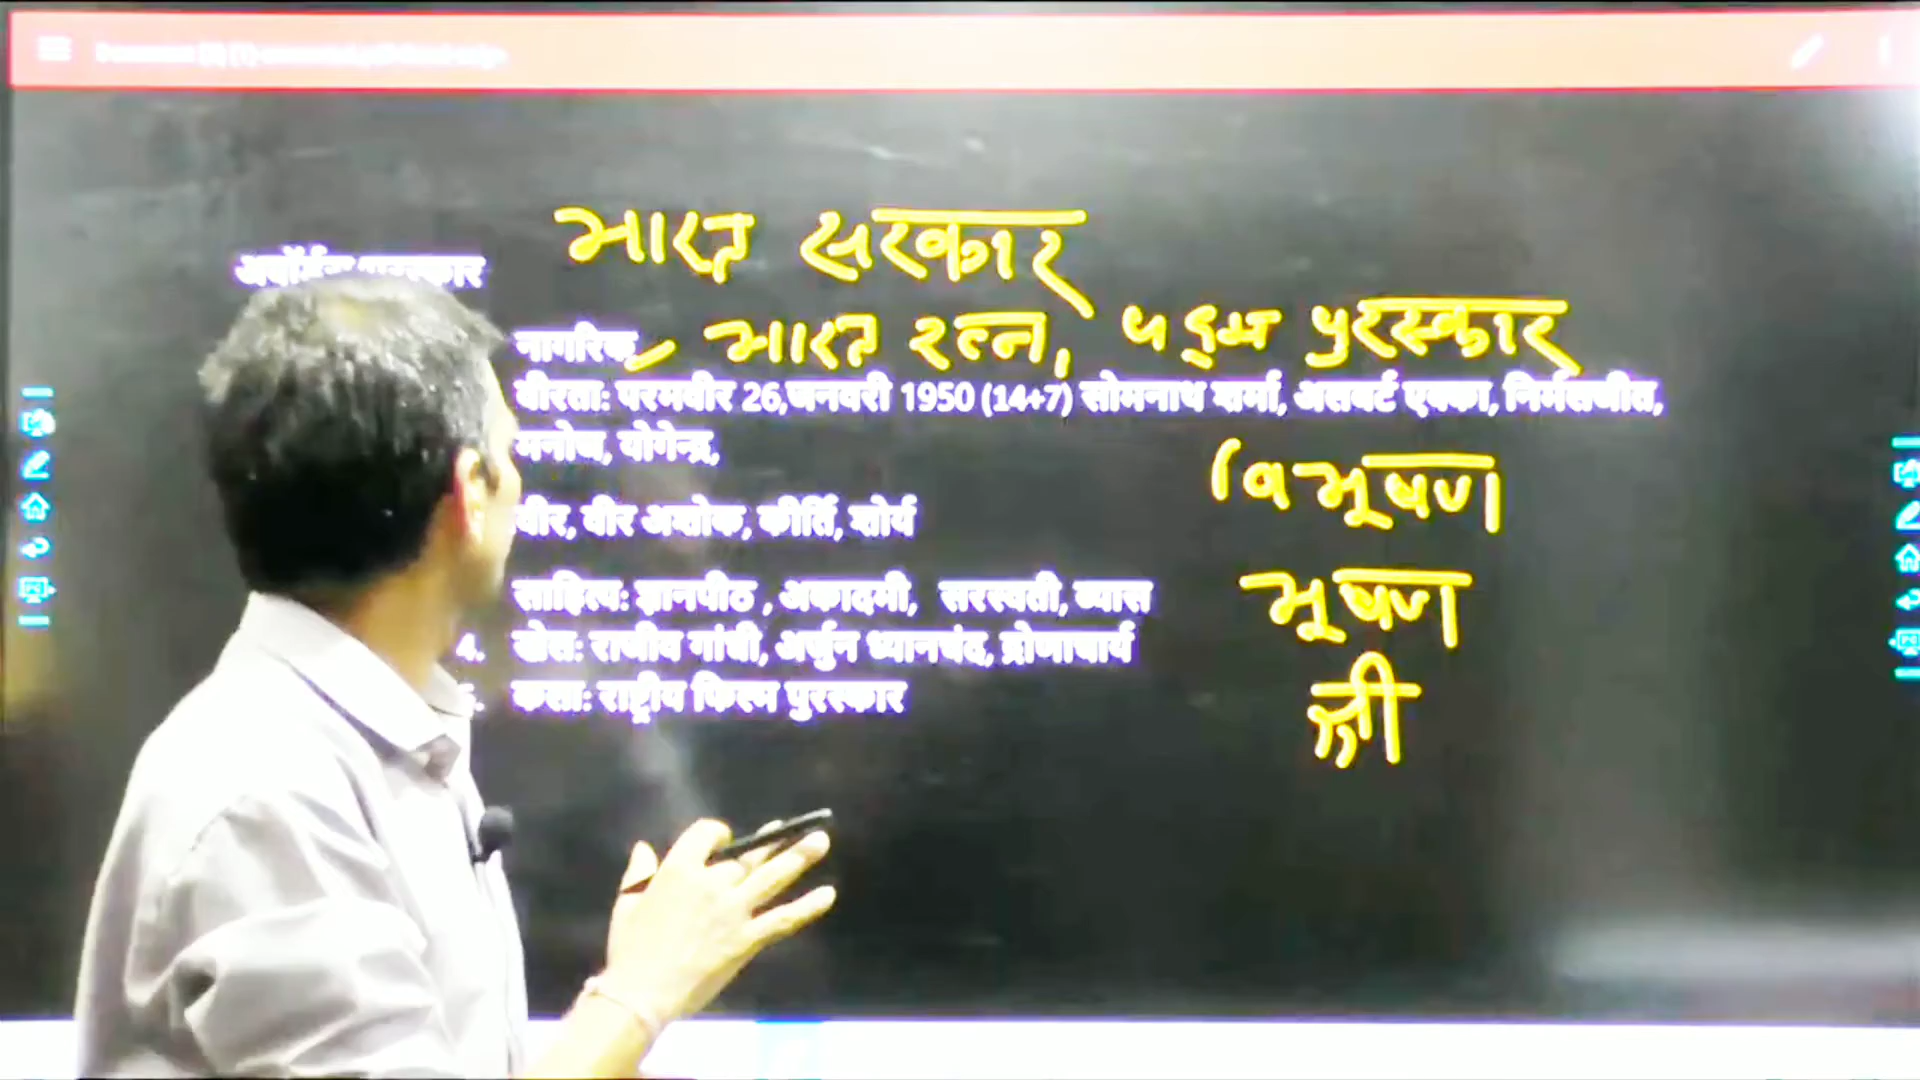 भारत सरकार
पुरस्कार
नागरिक भारत रत्न, पद्म पुरस्कार
वीरता: परमवीर 26,जनवरी 1950 (14+7) सोमनाथ शर्मा, अलबर्ट एक्का, निर्मलजीत,
मनोज, योगेन्द्र,
विभूषण
वीर, वीर अशोक, कीर्ति, शोर्य
साहित्य: ज्ञानपीठ , अकादमी, सरस्वती, व्यास
भूषण
4. खेल: राजीव गांधी, अर्जुन ध्यानचंद, द्रोणाचार्य
5. कला: राष्ट्रीय फिल्म पुरस्कार
श्री